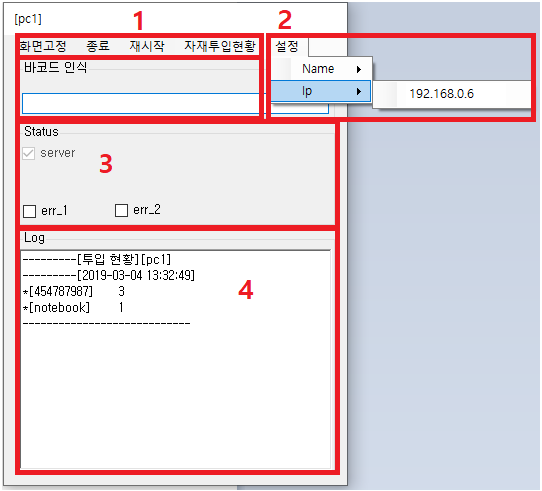 [pc1]
1
2
화면고정 종료 재시작 자재투입현황 설정
바코드 인식
Name
Ip
192.168.0.6
Status
server
3
err_1 err_2
Log
---------[투입 현황][pc1]
---------[2019-03-04 13:32:49]
*[454787987] 3
*[notebook] 1
----------------------------
4